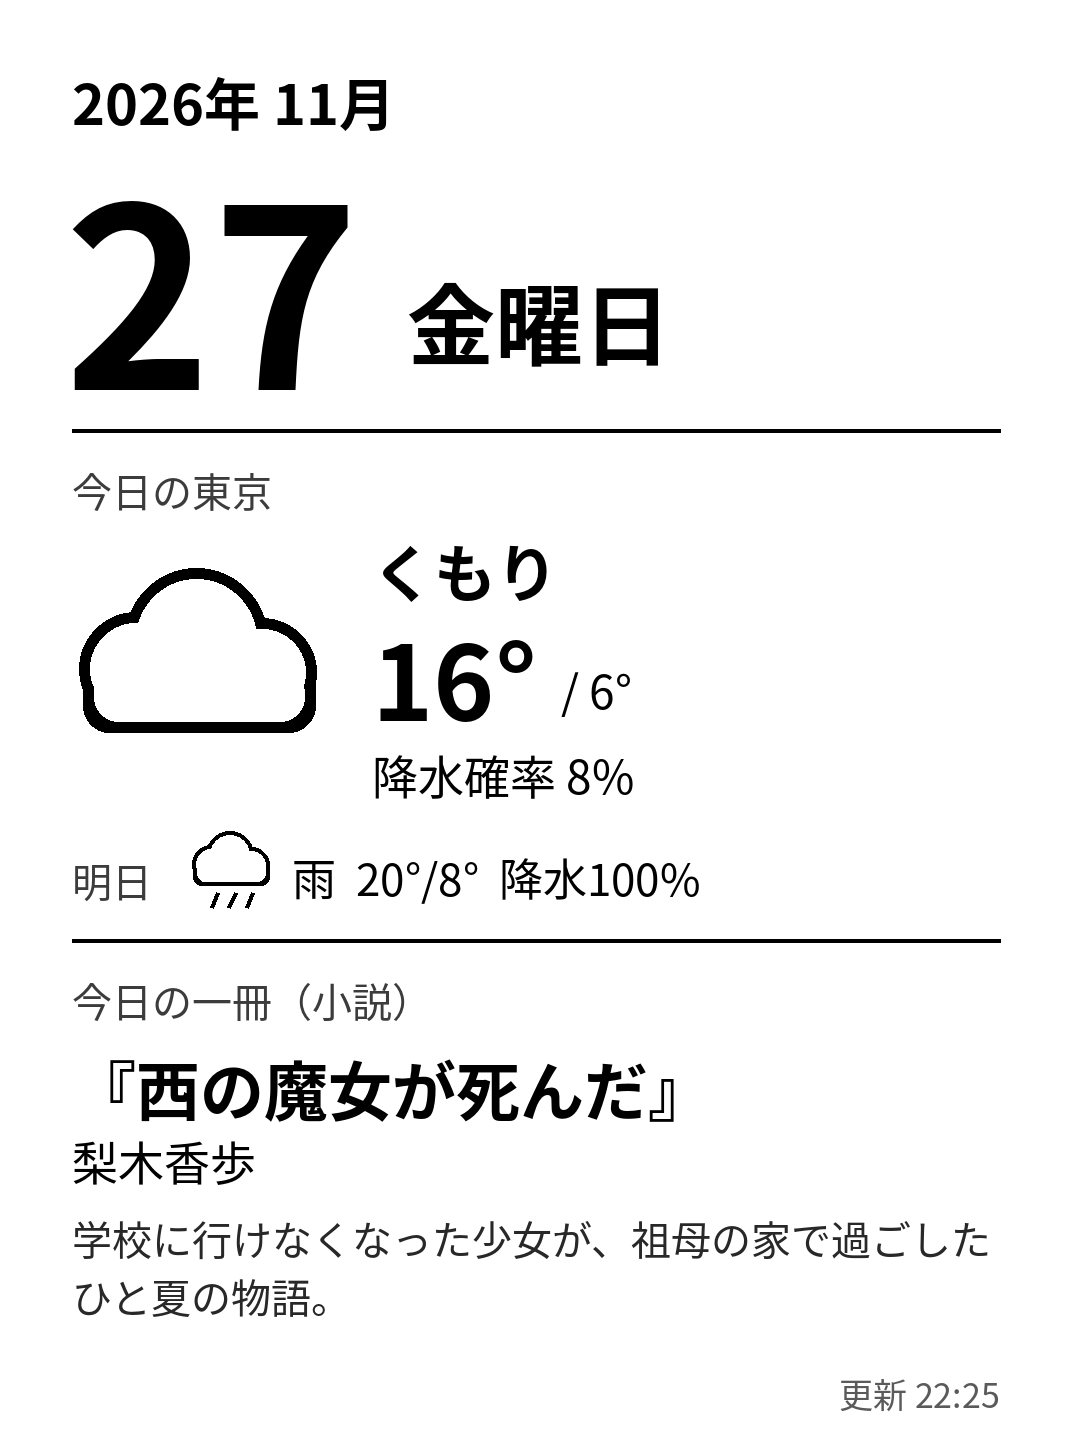 2026年 11月
27 金曜日
今日の東京
くもり
16° / 6°
降水確率 8%
明日 雨 20°/8° 降水100%
今日の一冊（小説）
『西の魔女が死んだ』
梨木香歩
学校に行けなくなった少女が、祖母の家で過ごした
ひと夏の物語。
更新 22:25